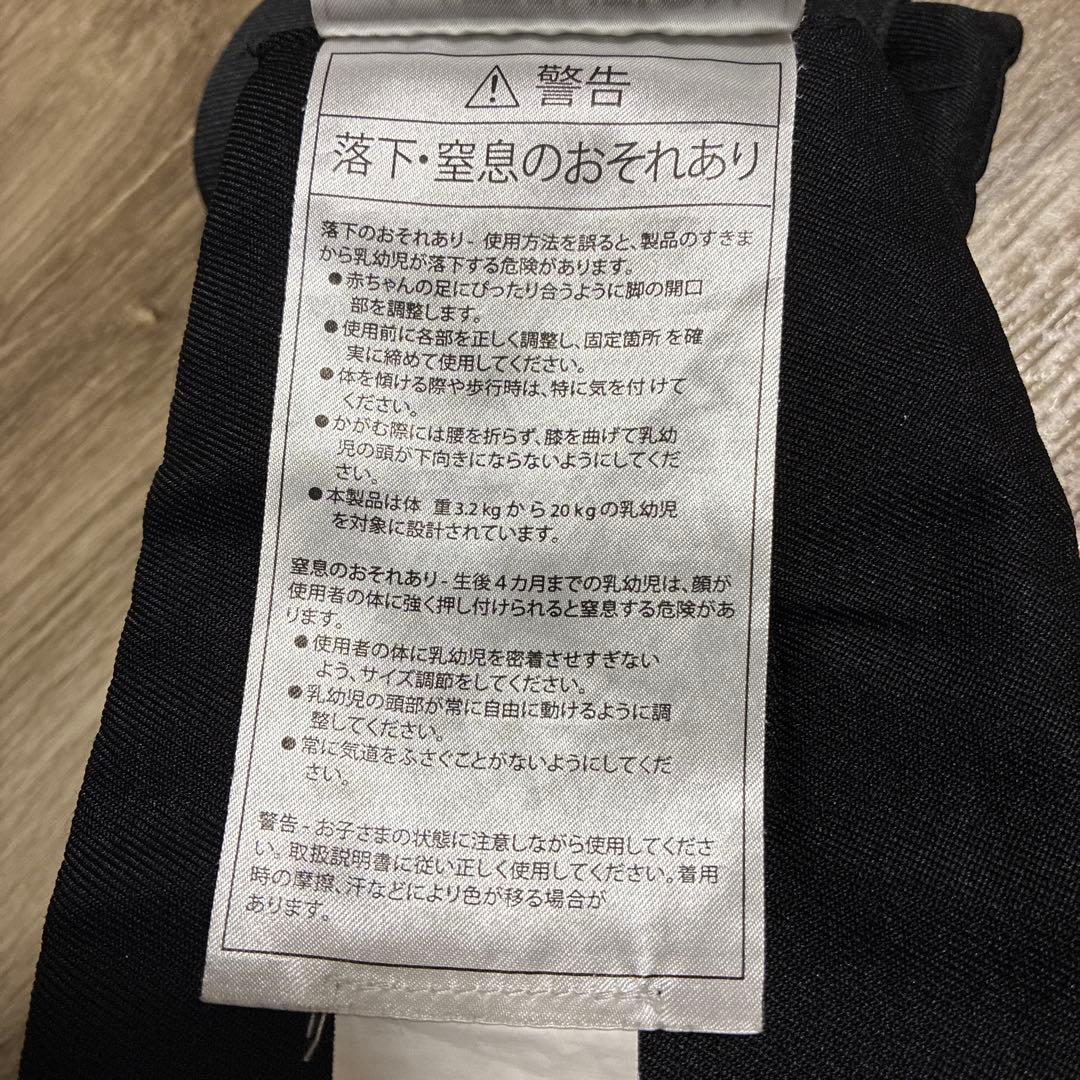 警告
落下・窒息のおそれあり
落下のおそれあり - 使用方法を誤ると、製品のすきま
から乳幼児が落下する危険があります。
●赤ちゃんの足にぴったり合うように脚の開口
部を調整します。
●使用前に各部を正しく調整し、固定箇所 を確
実に締めて使用してください。
●体を傾ける際や歩行時は、特に気を付 けて
ください。
●かがむ際には腰を折らず、膝を曲げて乳幼
児の頭が下向きにならないようにしてくだ
さい。
●本製品は体 重3.2 kg から 20 kg の乳幼児
を対象に設計されています。
窒息のおそれあり - 生後 4 カ月までの乳幼児は、顔が
使用者の体に強く押し付けられると窒息する危険があ
ります。
●使用者の体に乳幼児を密着させすぎない
よう、サイズ調節をしてください。
●乳幼児の頭部が常に自由に動けるように調
整してください。
●常に気道をふさぐことがないようにしてくだ
さい。
警告 - お子さまの状態に注意しながら使用してくださ
い。取扱説明書に従い正しく使用してください。着用
時の摩擦、汗などにより色が移る場合が
あります。